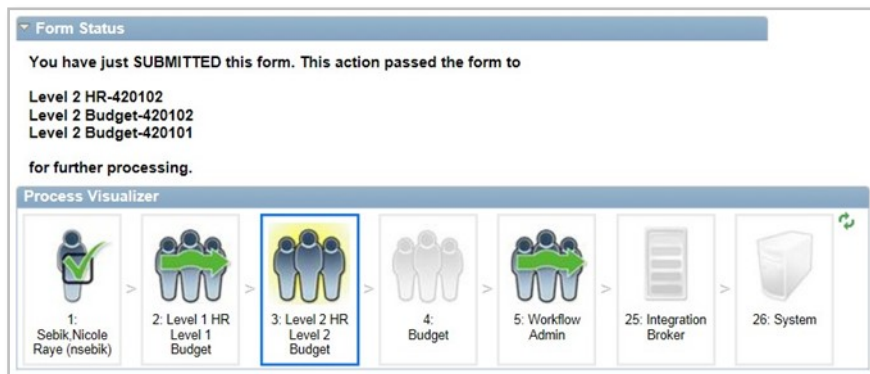 Form Status
You have just SUBMITTED this form. This action passed the form to
Level 2 HR-420102
Level 2 Budget-420102
Level 2 Budget-420101
for further processing.
Process Visualizer
1:
Sebik,Nicole
Raye (nsebik)
>
2: Level 1 HR
Level 1
Budget
>
3: Level 2 HR
Level 2
Budget
>
4:
Budget
>
5: Workflow
Admin
>
25: Integration
Broker
>
26: System